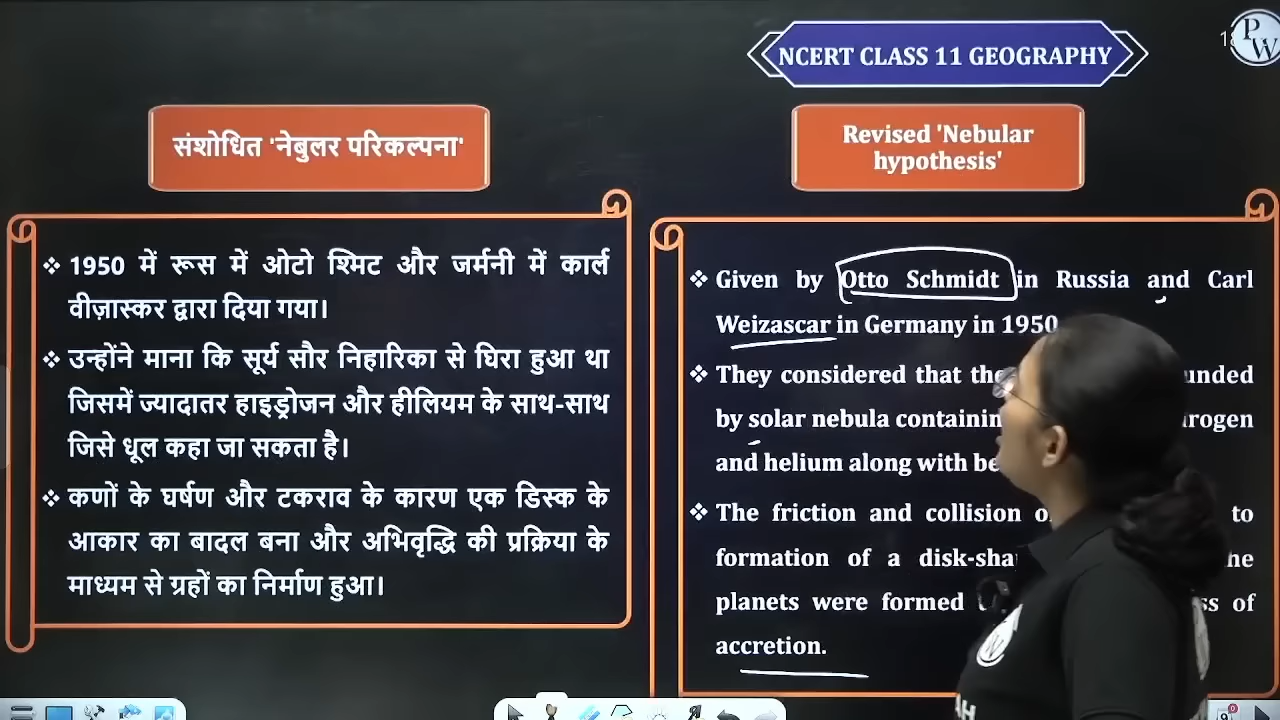 NCERT CLASS 11 GEOGRAPHY
PW
संशोधित 'नेबुलर परिकल्पना'
Revised 'Nebular
hypothesis'
❖ 1950 में रूस में ओटो श्मिट और जर्मनी में कार्ल
वीज़ास्कर द्वारा दिया गया।
❖ उन्होंने माना कि सूर्य सौर निहारिका से घिरा हुआ था
जिसमें ज्यादातर हाइड्रोजन और हीलियम के साथ-साथ
जिसे धूल कहा जा सकता है।
❖ कणों के घर्षण और टकराव के कारण एक डिस्क के
आकार का बादल बना और अभिवृद्धि की प्रक्रिया के
माध्यम से ग्रहों का निर्माण हुआ।
❖ Given by Otto Schmidt in Russia and Carl
Weizascar in Germany in 1950
❖ They considered that the
by solar nebula
and helium along with
❖ The friction and collision to
formation of a
planets were formed of
accretion.